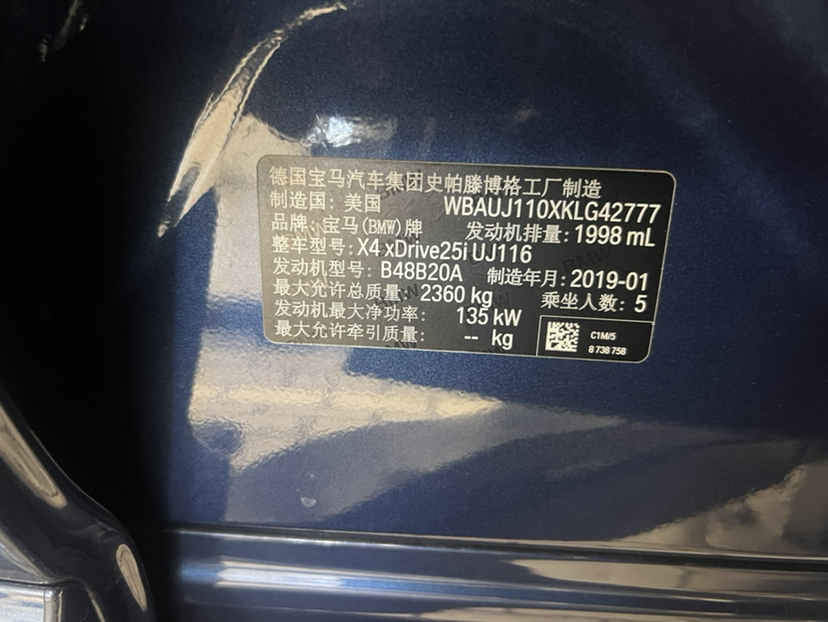 德国宝马汽车集团史帕滕博格工厂制造
制造国: 美国 WBAUJ110XKLG42777
品牌: 宝马(BMW)牌 发动机排量: 1998 mL
整车型号: X4 xDrive25i UJ116
发动机型号: B48B20A 制造年月: 2019-01
最大允许总质量: 2360 kg 乘坐人数: 5
发动机最大净功率: 135 kW
最大允许牵引质量: -- kg
C1M/5
8 738 758